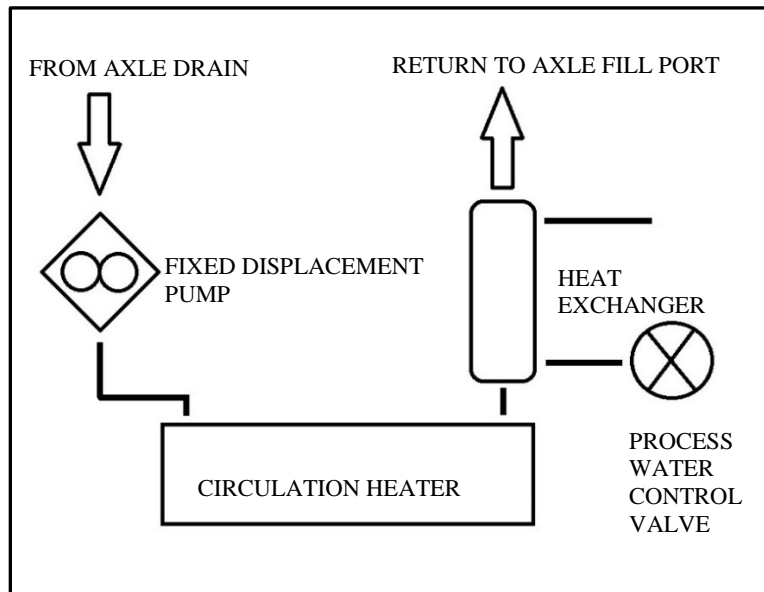 FROM AXLE DRAIN
RETURN TO AXLE FILL PORT
FIXED DISPLACEMENT
PUMP
HEAT
EXCHANGER
CIRCULATION HEATER
PROCESS
WATER
CONTROL
VALVE